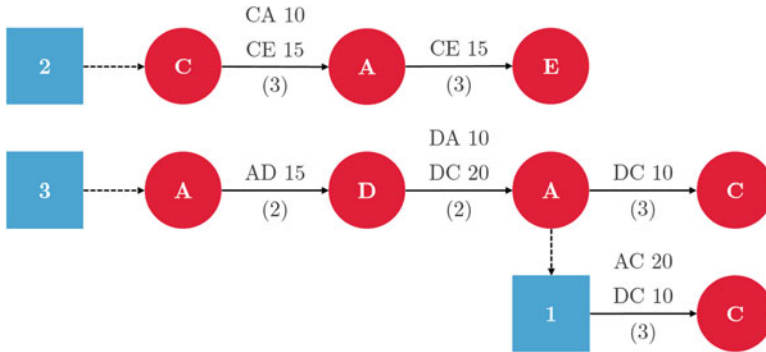 CA 10
2 C CE 15 A CE 15 E
(3) (3)
DA 10
3 A AD 15 D DC 20 A DC 10 C
(2) (2) (3)
AC 20
1 DC 10 C
(3)